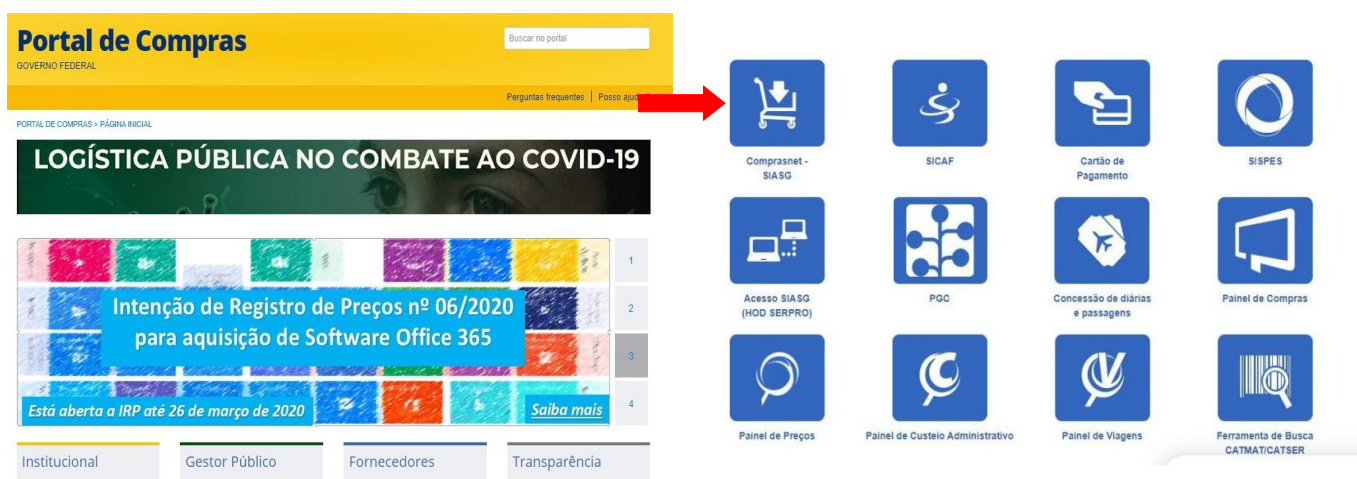 Portal de Compras
GOVERNO FEDERAL
Buscar no portal
Perguntas frequentes | Posso
PORTAL DE COMPRAS > PÁGINA INICIAL
LOGÍSTICA PÚBLICA NO COMBATE AO COVID-19
Intenção de Registro de Preços nº 06/2020
para aquisição de Software Office 365
Está aberta a IRP até 26 de março de 2020
Saiba mais
1
2
3
4
Institucional
Gestor Público
Fornecedores
Transparência
Comprasnet -
SIASG
SICAF
Cartão de
Pagamento
SISPES
Acesso SIASG
(HOD SERPRO)
PGC
Concessão de diárias
e passagens
Painel de Compras
Painel de Preços
Painel de Custeio Administrativo
Painel de Viagens
Ferramenta de Busca
CATMAT/CATSER